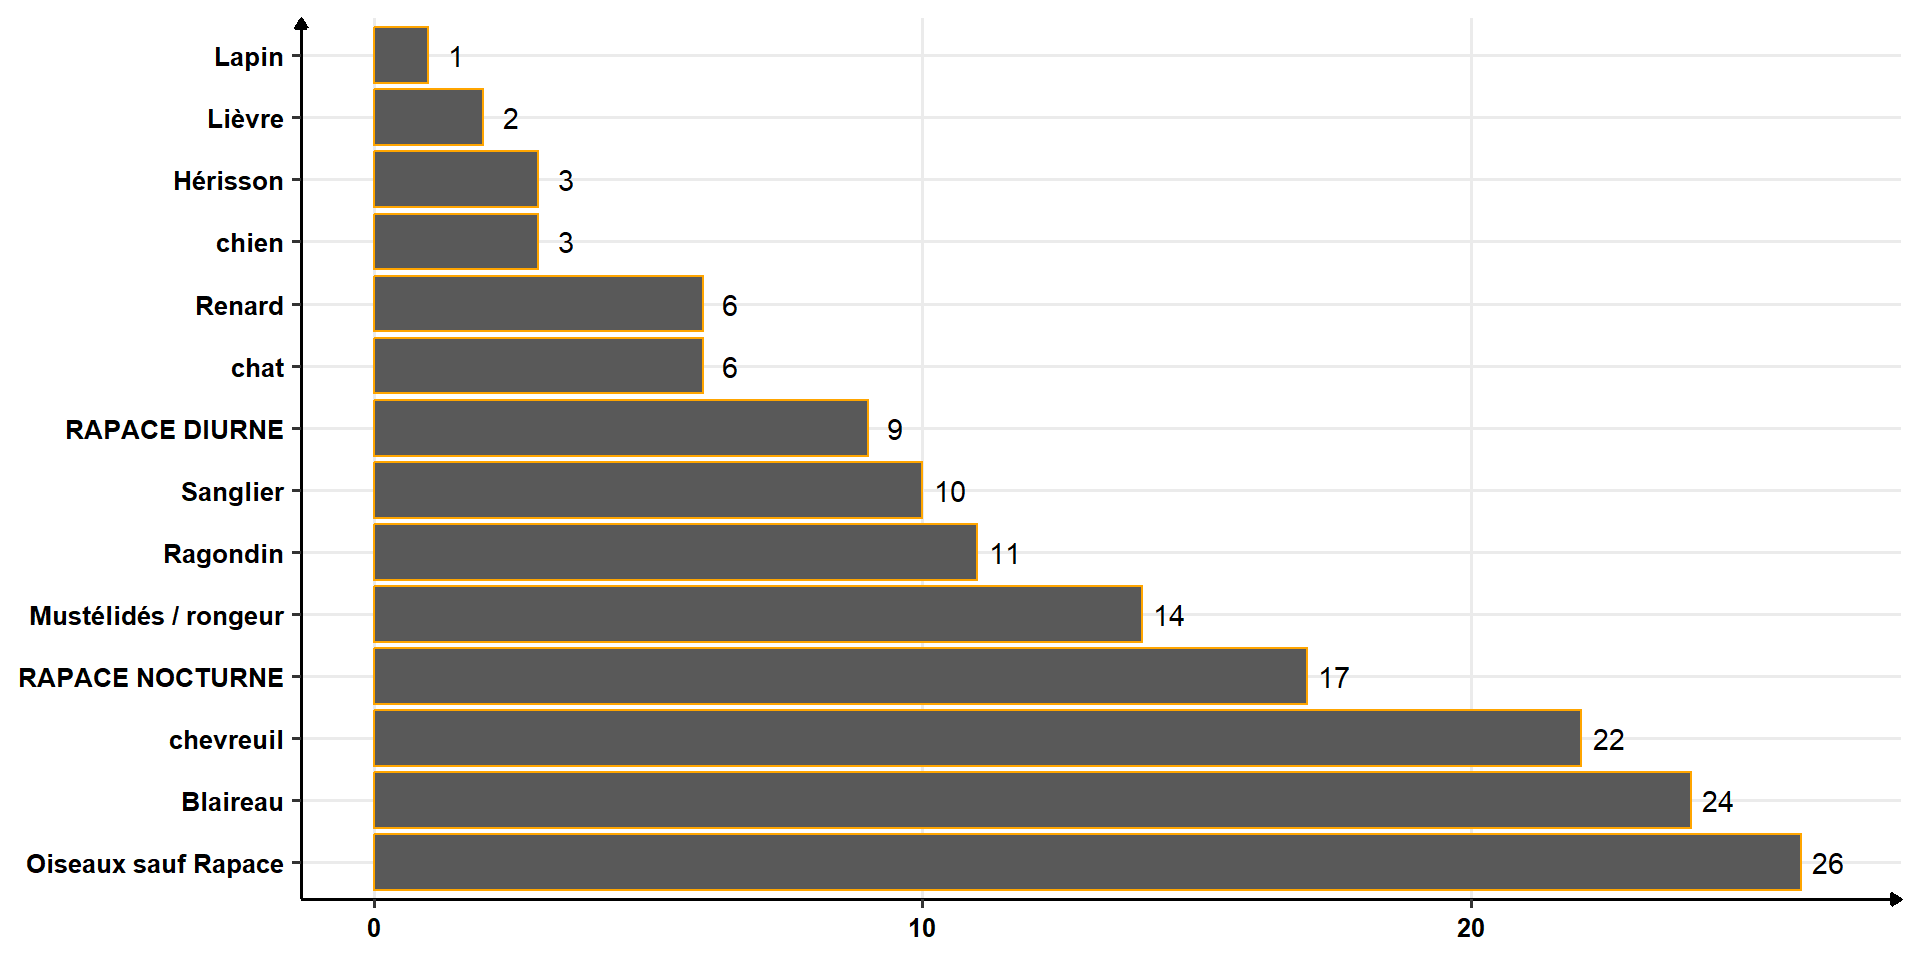 Lapin 1
Lièvre 2
Hérisson 3
chien 3
Renard 6
chat 6
RAPACE DIURNE 9
Sanglier 10
Ragondin 11
Mustélidés / rongeur 14
RAPACE NOCTURNE 17
chevreuil 22
Blaireau 24
Oiseaux sauf Rapace 26
0 10 20